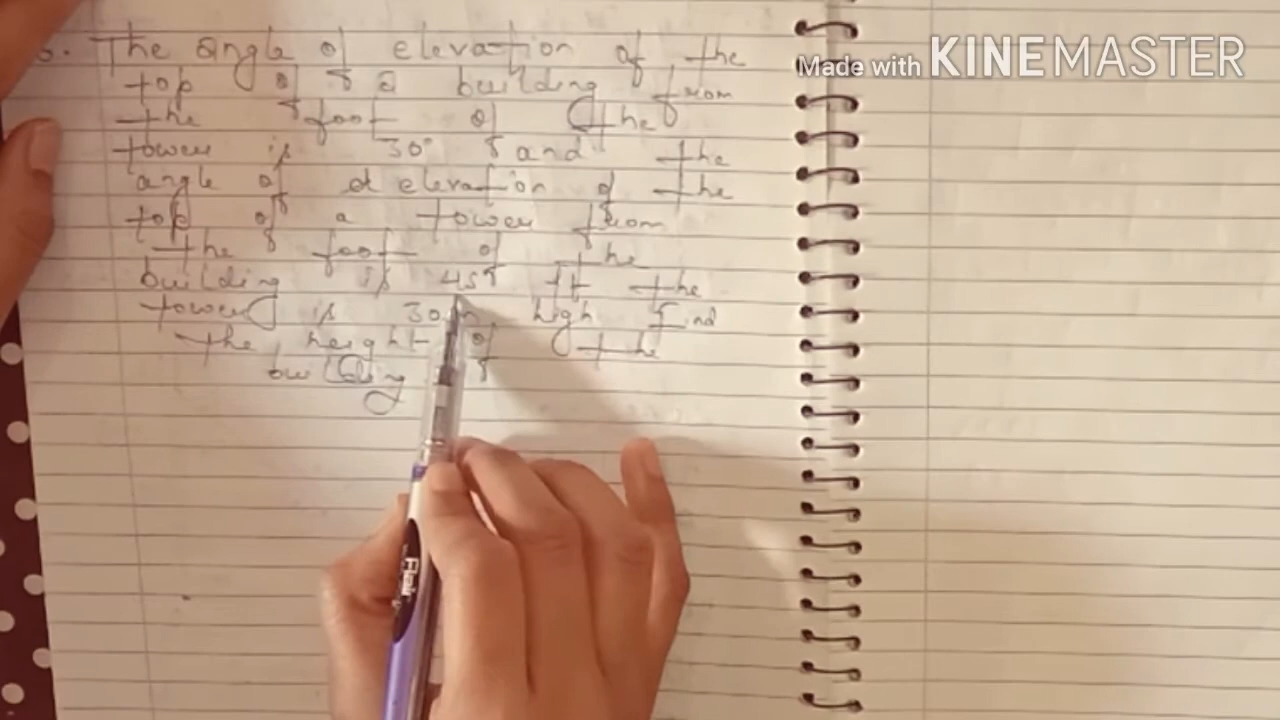 The angle of elevation of the
top of a building from
the foot of the
tower is 30° and the
angle of elevation of the
top of a tower from
the foot of the
building is 45° If the
tower is 30m high find
the height of the
building
Made with KINEMASTER
Flair